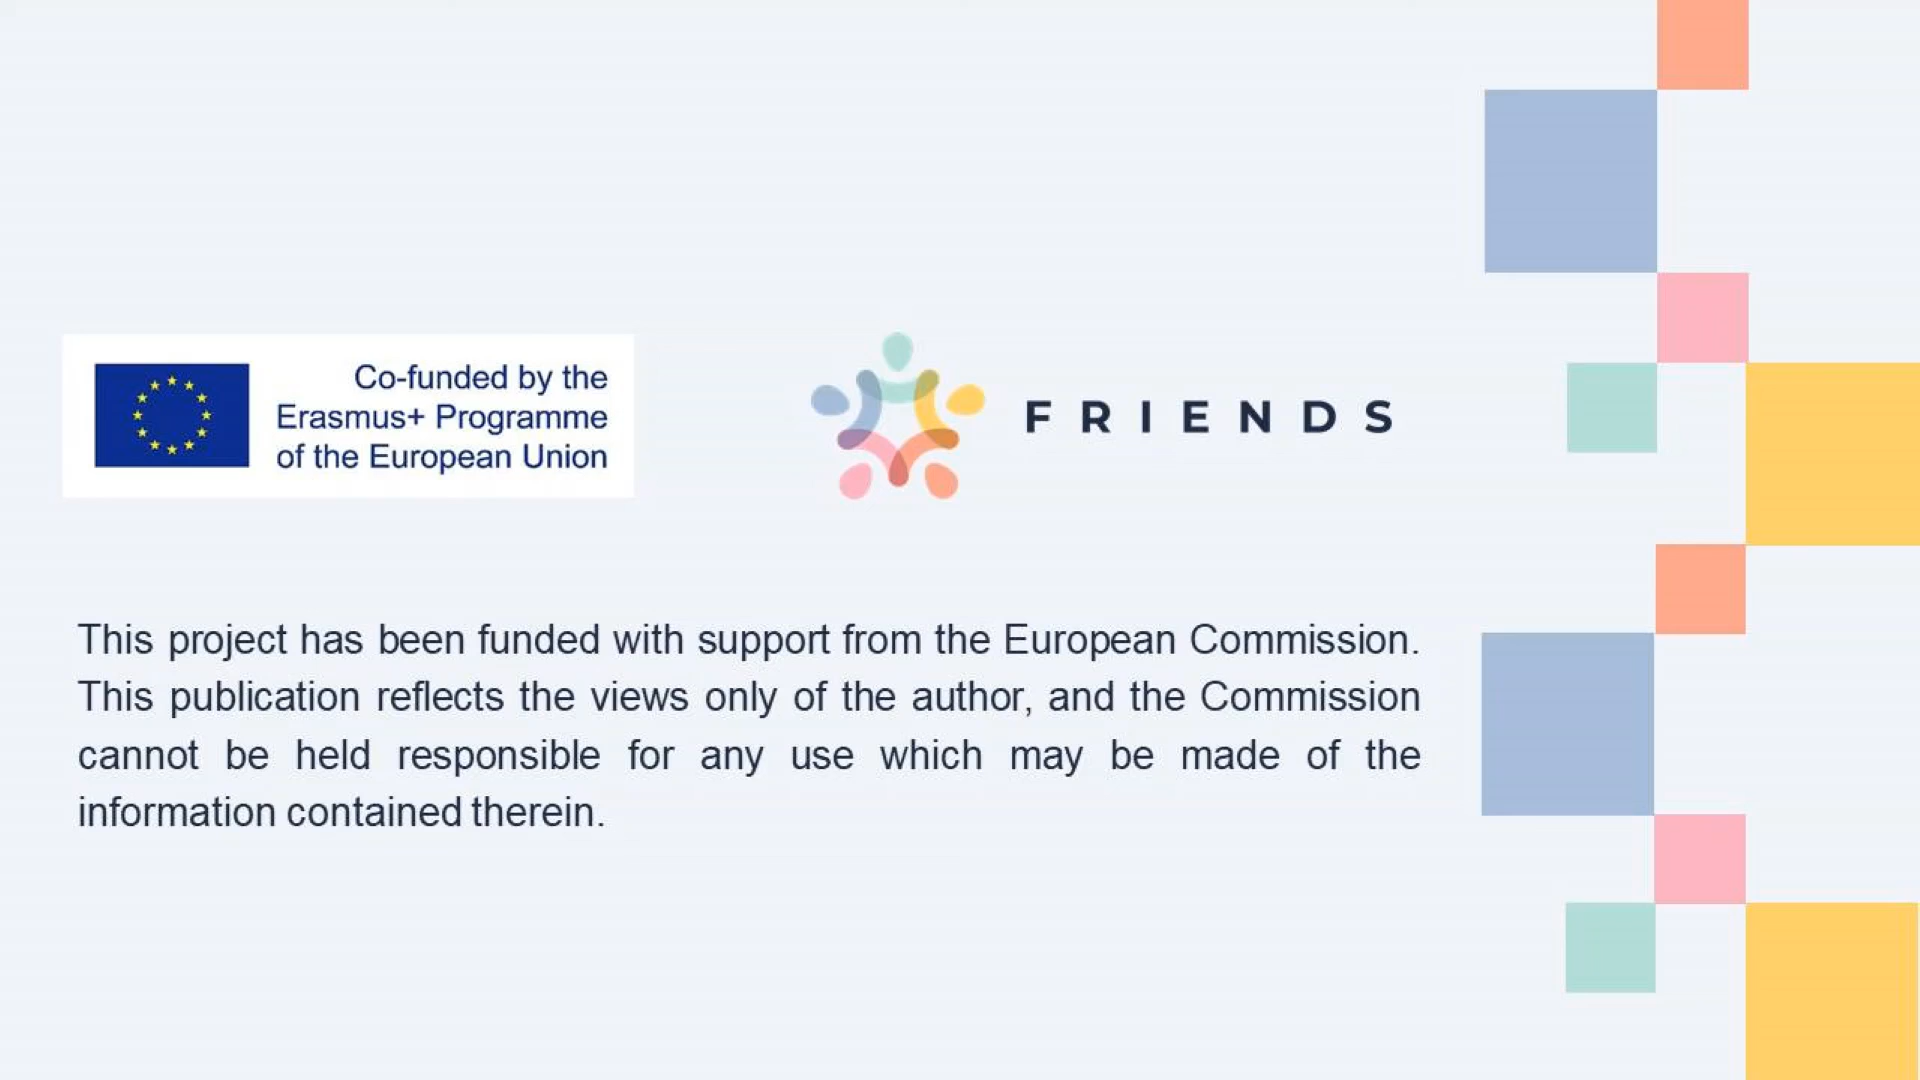 Co-funded by the
Erasmus+ Programme
of the European Union
FRIENDS
This project has been funded with support from the European Commission.
This publication reflects the views only of the author, and the Commission
cannot be held responsible for any use which may be made of the
information contained therein.